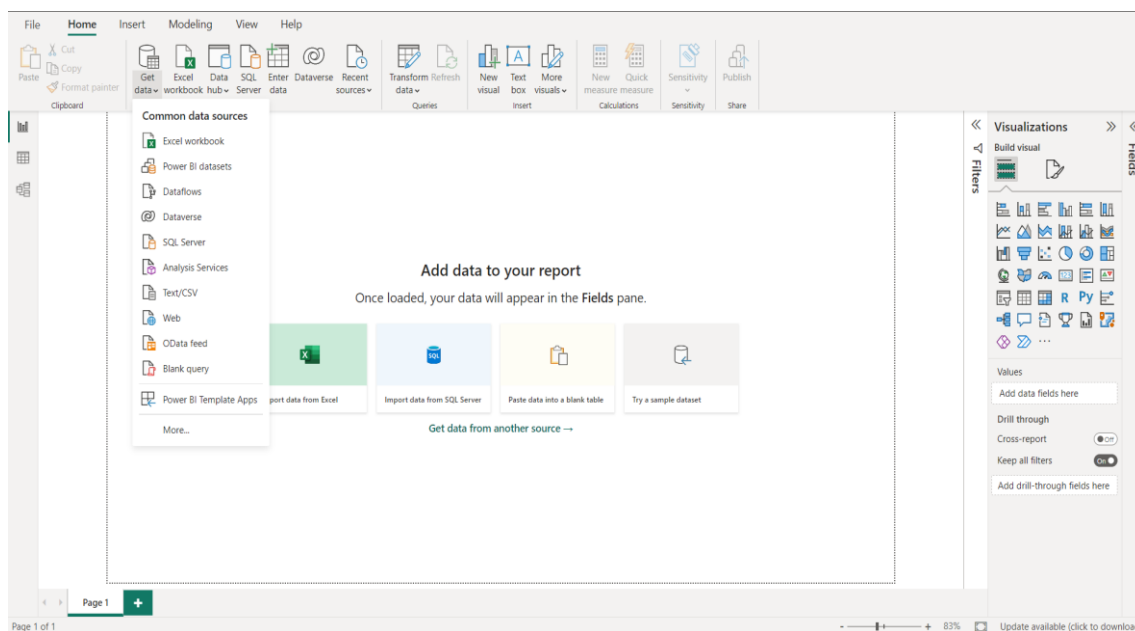 File Home Insert Modeling View Help
Cut
Copy
Format painter
Paste
Clipboard
Get data
Excel workbook
Data hub
SQL Server
Enter data
Dataverse
Recent sources
Transform data
Refresh
Queries
New visual
Text box
More visuals
Insert
New measure
Quick measure
Calculations
Sensitivity
Sensitivity
Publish
Share
Common data sources
Excel workbook
Power BI datasets
Dataflows
Dataverse
SQL Server
Analysis Services
Text/CSV
Web
OData feed
Blank query
Power BI Template Apps
More...
Add data to your report
Once loaded, your data will appear in the Fields pane.
SQL
port data from Excel
Import data from SQL Server
Paste data into a blank table
Try a sample dataset
Get data from another source →
Filters
Visualizations
Fields
Build visual
123
R Py
...
Values
Add data fields here
Drill through
Cross-report Off
Keep all filters On
Add drill-through fields here
Page 1
Page 1 of 1
- + 83%
Update available (click to downloa